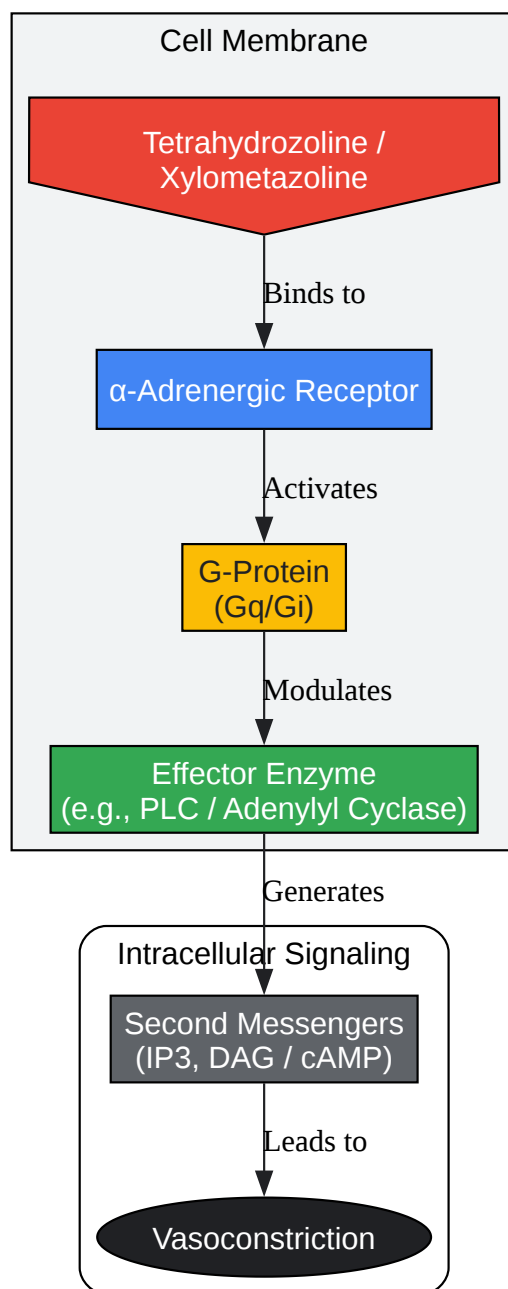 Cell Membrane
Tetrahydrozoline /
Xylometazoline
Binds to
α-Adrenergic Receptor
Activates
G-Protein
(Gq/Gi)
Modulates
Effector Enzyme
(e.g., PLC / Adenylyl Cyclase)
Generates
Intracellular Signaling
Second Messengers
(IP3, DAG / cAMP)
Leads to
Vasoconstriction